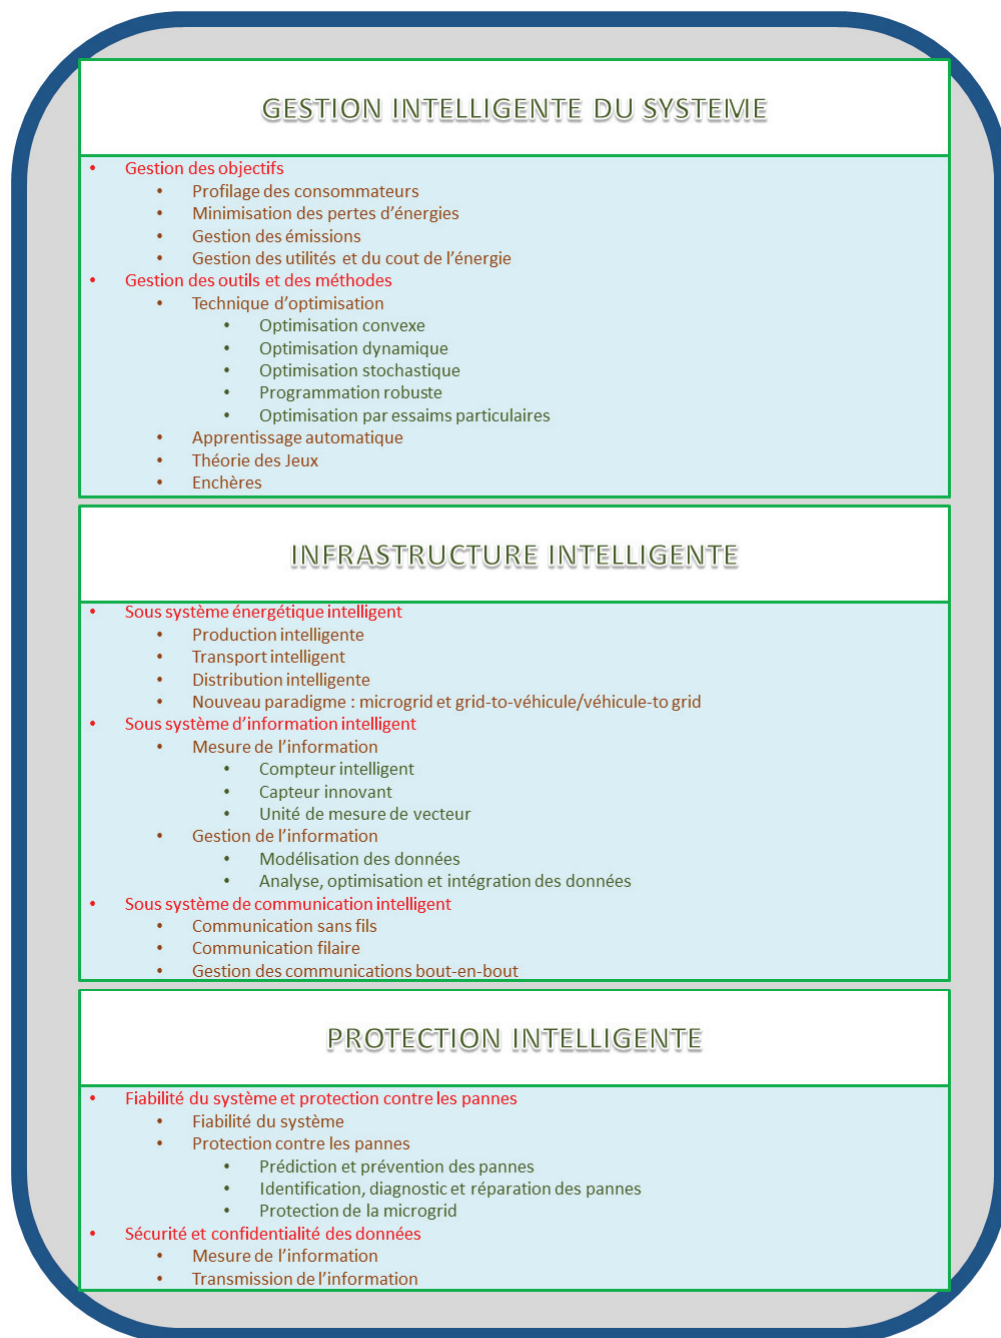 GESTION INTELLIGENTE DU SYSTEME
• Gestion des objectifs
• Profilage des consommateurs
• Minimisation des pertes d'énergies
• Gestion des émissions
• Gestion des utilités et du cout de l'énergie
• Gestion des outils et des méthodes
• Technique d'optimisation
• Optimisation convexe
• Optimisation dynamique
• Optimisation stochastique
• Programmation robuste
• Optimisation par essaims particulaires
• Apprentissage automatique
• Théorie des Jeux
• Enchères
INFRASTRUCTURE INTELLIGENTE
• Sous système énergétique intelligent
• Production intelligente
• Transport intelligent
• Distribution intelligente
• Nouveau paradigme : microgrid et grid-to-véhicule/véhicule-to grid
• Sous système d'information intelligent
• Mesure de l'information
• Compteur intelligent
• Capteur innovant
• Unité de mesure de vecteur
• Gestion de l'information
• Modélisation des données
• Analyse, optimisation et intégration des données
• Sous système de communication intelligent
• Communication sans fils
• Communication filaire
• Gestion des communications bout-en-bout
PROTECTION INTELLIGENTE
• Fiabilité du système et protection contre les pannes
• Fiabilité du système
• Protection contre les pannes
• Prédiction et prévention des pannes
• Identification, diagnostic et réparation des pannes
• Protection de la microgrid
• Sécurité et confidentialité des données
• Mesure de l'information
• Transmission de l'information